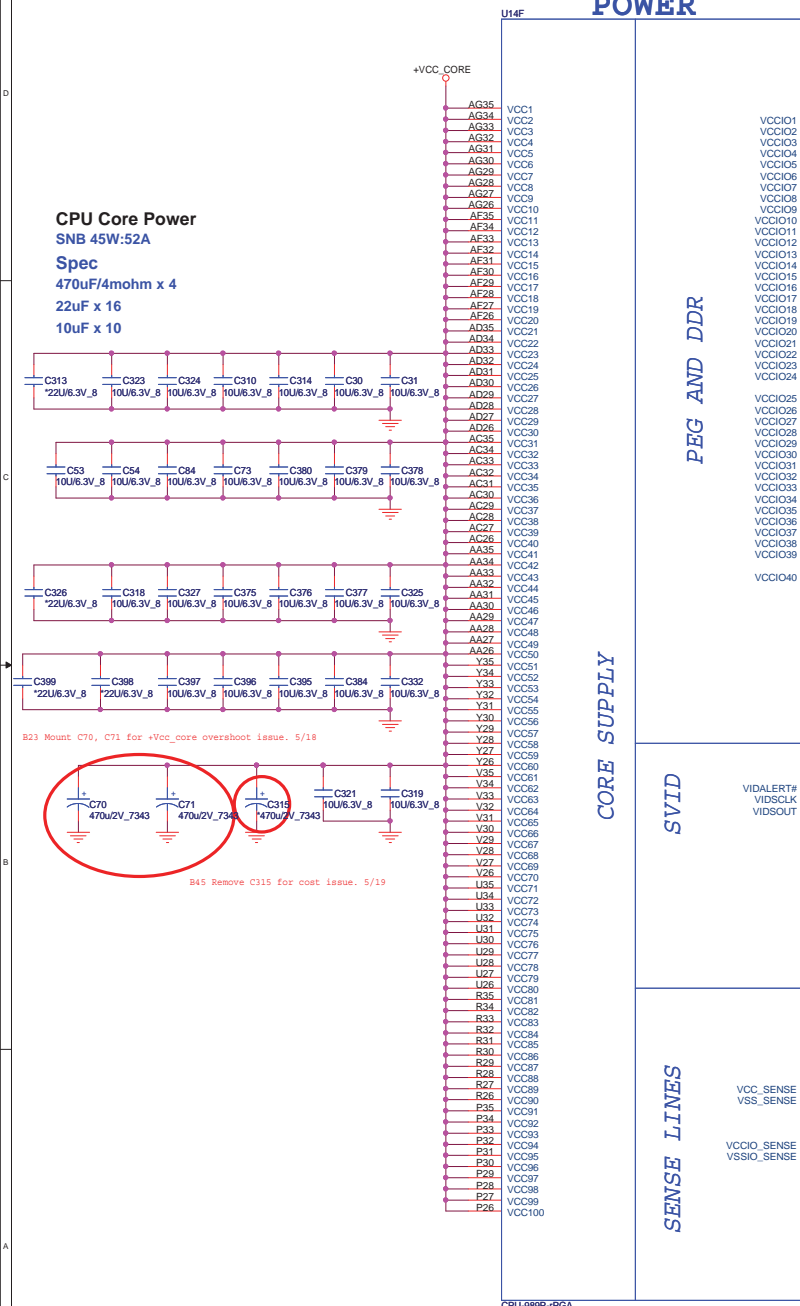 POWER
U14F
+VCC_CORE
D
CPU Core Power
SNB 45W:52A
Spec
470uF/4mohm x 4
22uF x 16
10uF x 10
C313
*22U/6.3V_8
C323
10U/6.3V_8
C324
10U/6.3V_8
C310
10U/6.3V_8
C314
10U/6.3V_8
C30
10U/6.3V_8
C31
10U/6.3V_8
C
C53
10U/6.3V_8
C54
10U/6.3V_8
C84
10U/6.3V_8
C73
10U/6.3V_8
C380
10U/6.3V_8
C379
10U/6.3V_8
C378
10U/6.3V_8
C326
*22U/6.3V_8
C318
10U/6.3V_8
C327
10U/6.3V_8
C375
10U/6.3V_8
C376
10U/6.3V_8
C377
10U/6.3V_8
C325
10U/6.3V_8
C399
*22U/6.3V_8
C398
*22U/6.3V_8
C397
10U/6.3V_8
C396
10U/6.3V_8
C395
10U/6.3V_8
C384
10U/6.3V_8
C332
10U/6.3V_8
B23 Mount C70, C71 for +Vcc_core overshoot issue. 5/18
+
C70
470u/2V_7343
+
C71
470u/2V_7343
+
C315
*470u/2V_7343
C321
10U/6.3V_8
C319
10U/6.3V_8
B
B45 Remove C315 for cost issue. 5/19
A
AG35 VCC1
AG34 VCC2
AG33 VCC3
AG32 VCC4
AG31 VCC5
AG30 VCC6
AG29 VCC7
AG28 VCC8
AG27 VCC9
AG26 VCC10
AF35 VCC11
AF34 VCC12
AF33 VCC13
AF32 VCC14
AF31 VCC15
AF30 VCC16
AF29 VCC17
AF28 VCC18
AF27 VCC19
AF26 VCC20
AD35 VCC21
AD34 VCC22
AD33 VCC23
AD32 VCC24
AD31 VCC25
AD30 VCC26
AD29 VCC27
AD28 VCC28
AD27 VCC29
AD26 VCC30
AC35 VCC31
AC34 VCC32
AC33 VCC33
AC32 VCC34
AC31 VCC35
AC30 VCC36
AC29 VCC37
AC28 VCC38
AC27 VCC39
AC26 VCC40
AA35 VCC41
AA34 VCC42
AA33 VCC43
AA32 VCC44
AA31 VCC45
AA30 VCC46
AA29 VCC47
AA28 VCC48
AA27 VCC49
AA26 VCC50
Y35 VCC51
Y34 VCC52
Y33 VCC53
Y32 VCC54
Y31 VCC55
Y30 VCC56
Y29 VCC57
Y28 VCC58
Y27 VCC59
Y26 VCC60
V35 VCC61
V34 VCC62
V33 VCC63
V32 VCC64
V31 VCC65
V30 VCC66
V29 VCC67
V28 VCC68
V27 VCC69
V26 VCC70
U35 VCC71
U34 VCC72
U33 VCC73
U32 VCC74
U31 VCC75
U30 VCC76
U29 VCC77
U28 VCC78
U27 VCC79
U26 VCC80
R35 VCC81
R34 VCC82
R33 VCC83
R32 VCC84
R31 VCC85
R30 VCC86
R29 VCC87
R28 VCC88
R27 VCC89
R26 VCC90
P35 VCC91
P34 VCC92
P33 VCC93
P32 VCC94
P31 VCC95
P30 VCC96
P29 VCC97
P28 VCC98
P27 VCC99
P26 VCC100
CORE SUPPLY
PEG AND DDR
VCCIO1
VCCIO2
VCCIO3
VCCIO4
VCCIO5
VCCIO6
VCCIO7
VCCIO8
VCCIO9
VCCIO10
VCCIO11
VCCIO12
VCCIO13
VCCIO14
VCCIO15
VCCIO16
VCCIO17
VCCIO18
VCCIO19
VCCIO20
VCCIO21
VCCIO22
VCCIO23
VCCIO24
VCCIO25
VCCIO26
VCCIO27
VCCIO28
VCCIO29
VCCIO30
VCCIO31
VCCIO32
VCCIO33
VCCIO34
VCCIO35
VCCIO36
VCCIO37
VCCIO38
VCCIO39
VCCIO40
SVID
VIDALERT#
VIDSCLK
VIDSOUT
SENSE LINES
VCC_SENSE
VSS_SENSE
VCCIO_SENSE
VSSIO_SENSE
CPU-989P-rPGA